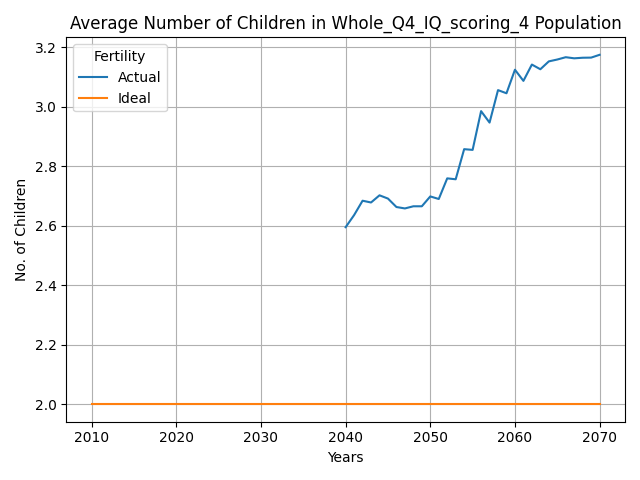 Average Number of Children in Whole_Q4_IQ_scoring_4 Population
Fertility
Actual
Ideal
No. of Children
3.2
3.0
2.8
2.6
2.4
2.2
2.0
2010 2020 2030 2040 2050 2060 2070
Years